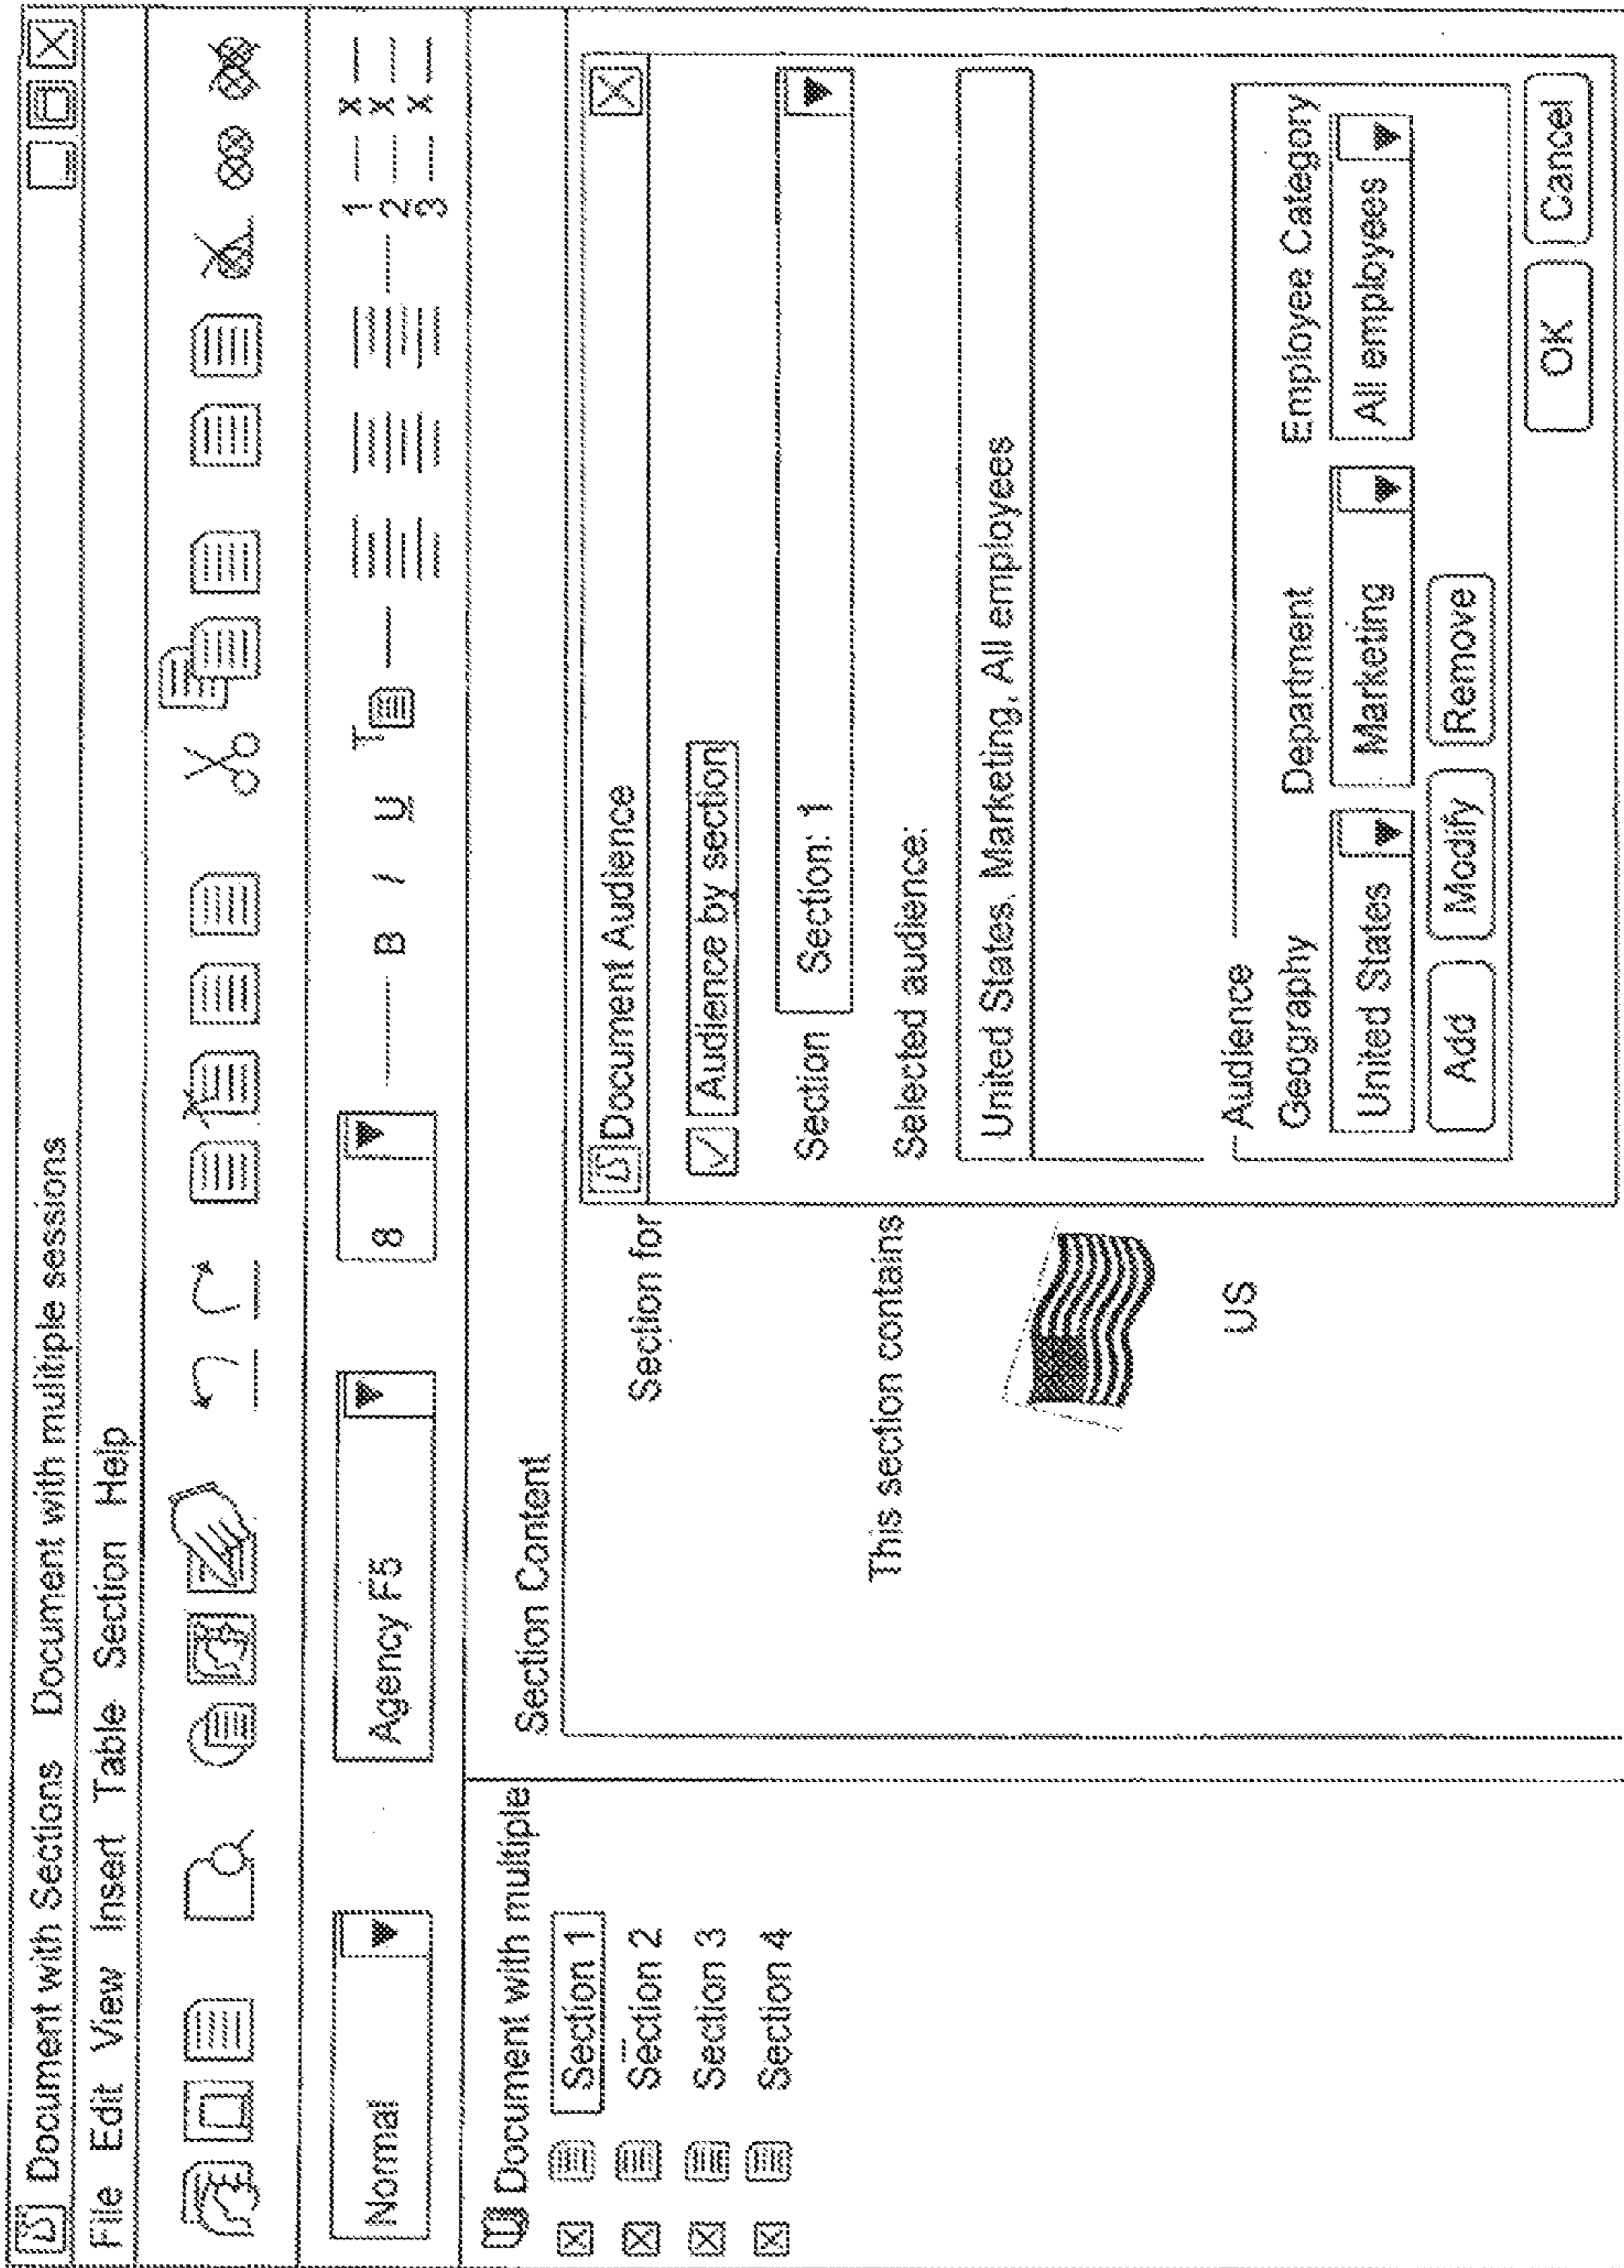 Document with Sections Document with mulitiple sessions
File Edit View Insert Table Section Help
Normal Agency F5 8 B I U T 1 2 3 x x x
Document with multiple
Section 1
Section 2
Section 3
Section 4
Section Content
Section for
This section contains
US
Document Audience
Audience by section
Section Section: 1
Selected audience:
United States, Marketing, All employees
Audience
Geography Department Employee Category
United States Marketing All employees
Add Modify Remove
OK Cancel